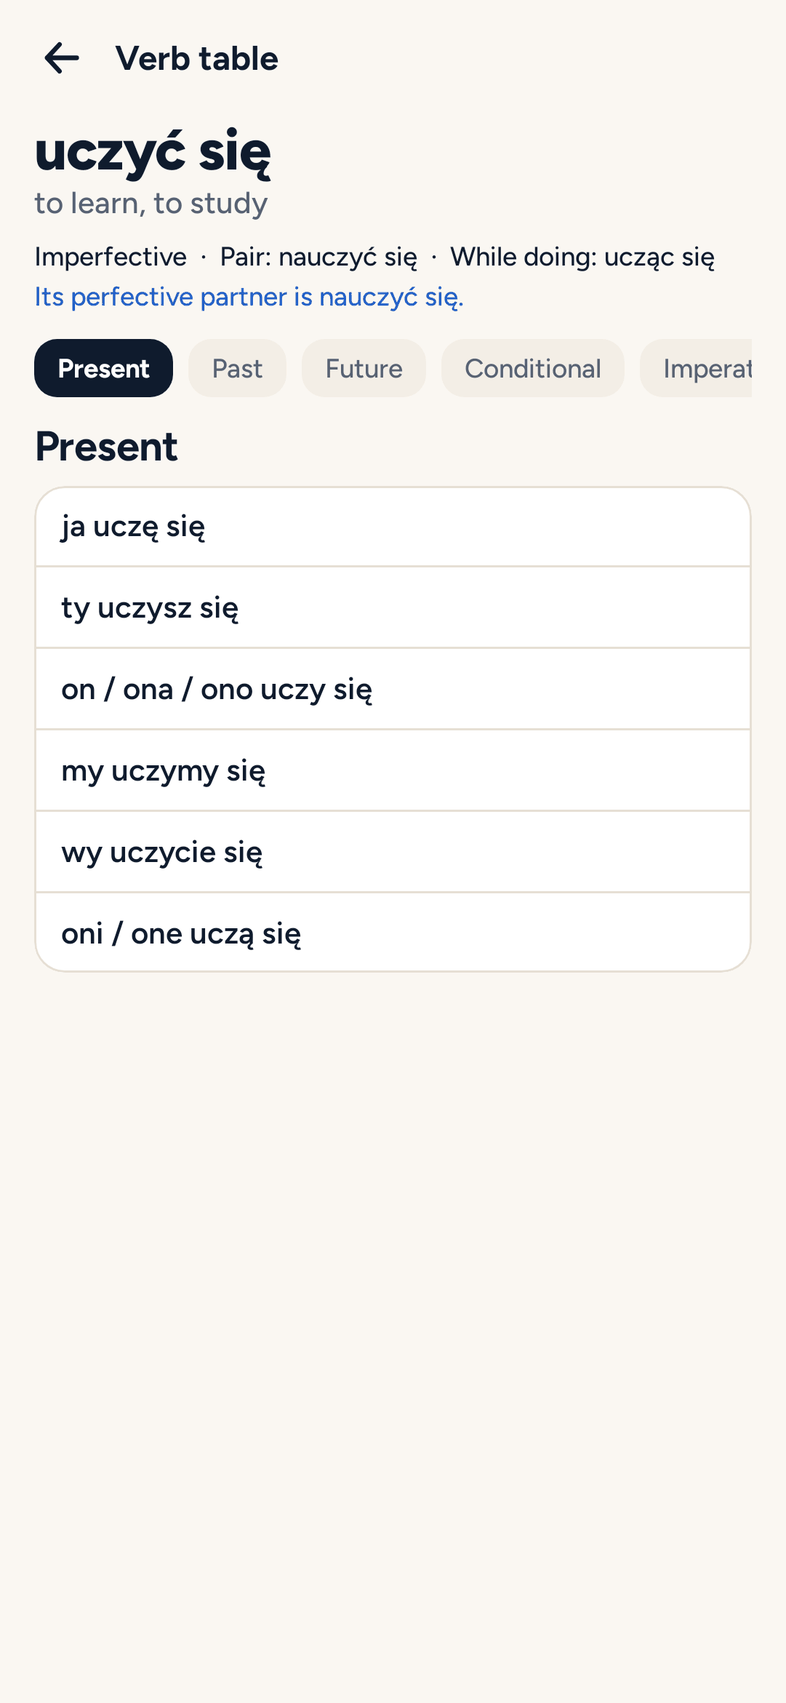 Verb table
uczyć się
to learn, to study
Imperfective · Pair: nauczyć się · While doing: ucząc się
Its perfective partner is nauczyć się.
Present Past Future Conditional Imperat
Present
ja uczę się
ty uczysz się
on / ona / ono uczy się
my uczymy się
wy uczycie się
oni / one uczą się